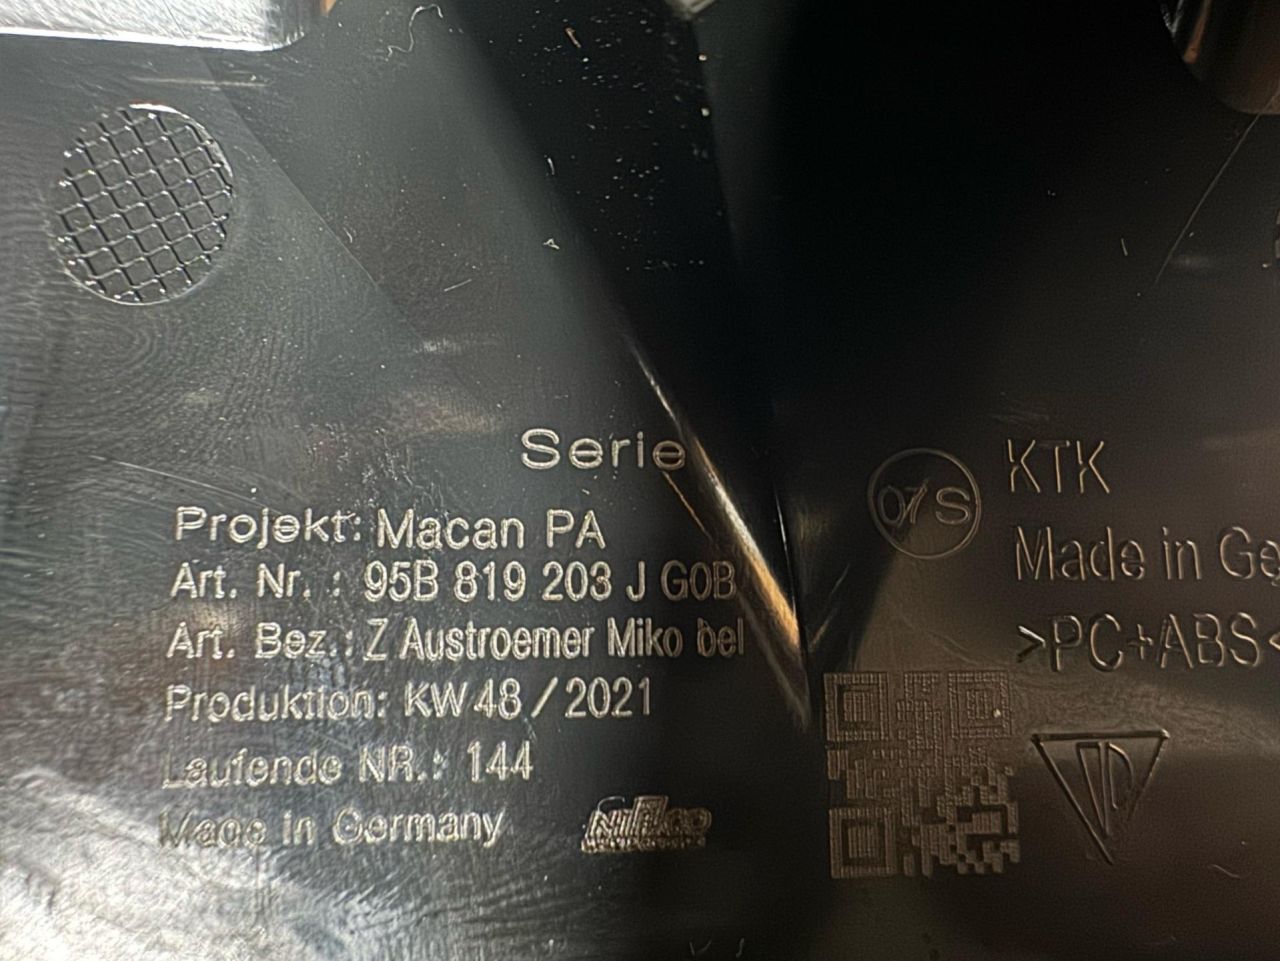 Serie
Projekt: Macan PA
Art. Nr. : 95B 819 203 J G0B
Art. Bez.: Z Austroemer Miko bel
Produktion: KW 48 / 2021
Laufende NR.: 144
Made in Germany
07S
KTK
Made in Ge
>PC+ABS<